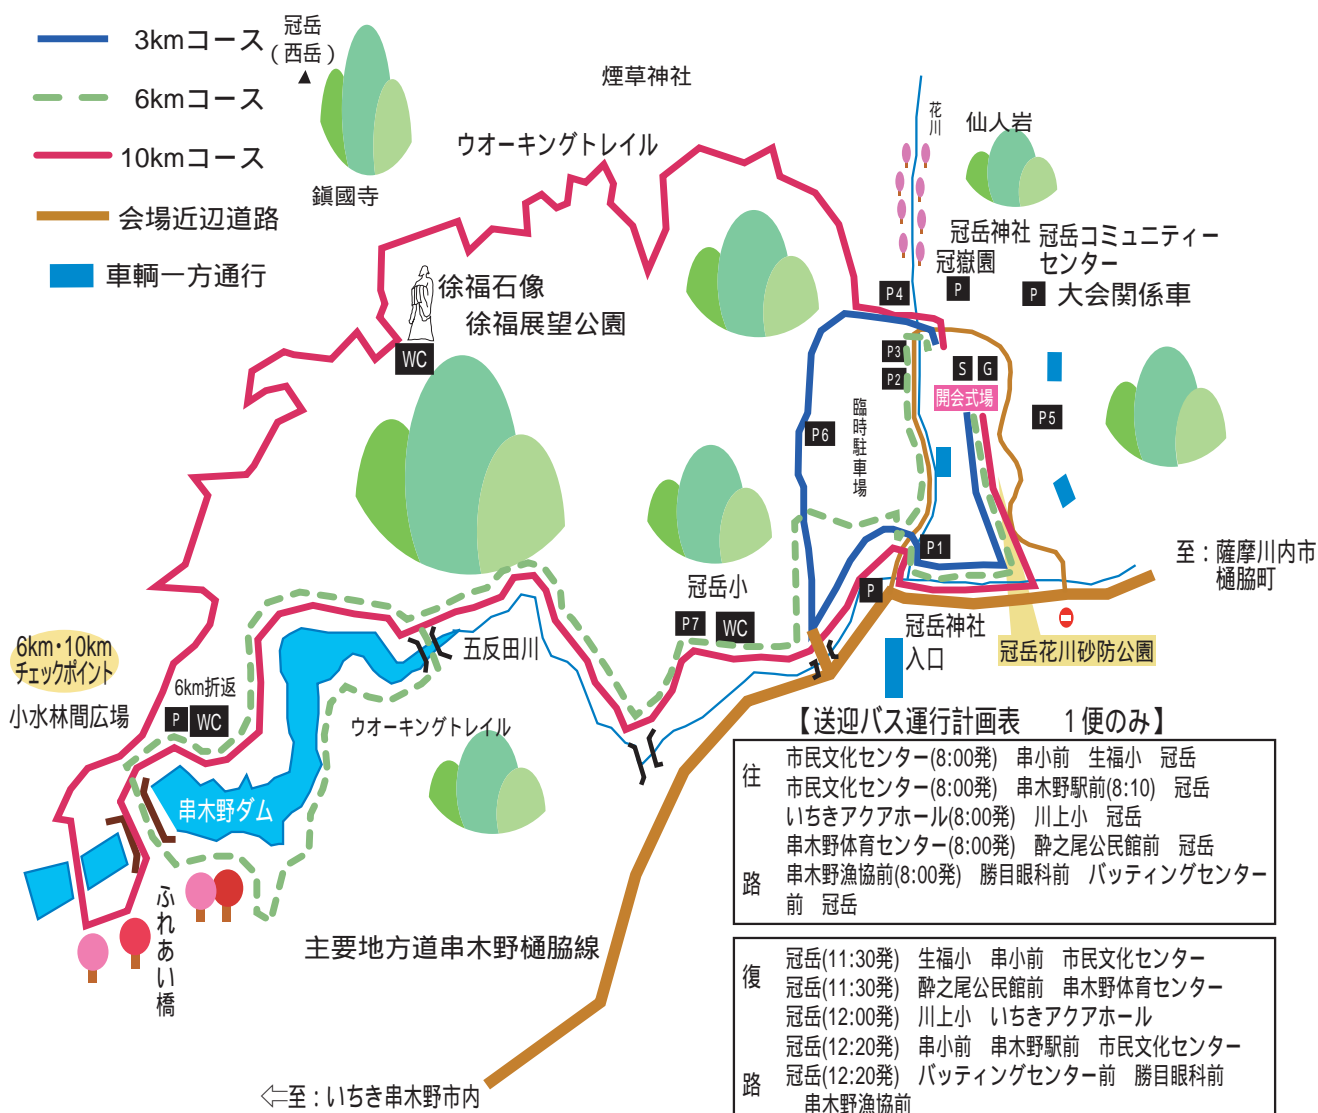 3kmコース
6kmコース
10kmコース
会場近辺道路
車輌一方通行
冠岳
(西岳)
▲
鎭國寺
煙草神社
ウオーキングトレイル
花川
仙人岩
冠岳神社
冠嶽園
P
冠岳コミュニティー
センター
P 大会関係車
徐福石像
徐福展望公園
WC
P4
P3
P2
S G
開会式場
P5
P6
臨時駐車場
P1
至：薩摩川内市
樋脇町
冠岳小
P7 WC
P
冠岳神社
入口
冠岳花川砂防公園
五反田川
6km・10km
チェックポイント
小水林間広場
6km折返
P WC
ウオーキングトレイル
串木野ダム
ふれあい橋
主要地方道串木野樋脇線
⇦至：いちき串木野市内
【送迎バス運行計画表　１便のみ】
往路
市民文化センター(8:00発)　串小前　生福小　冠岳
市民文化センター(8:00発)　串木野駅前(8:10)　冠岳
いちきアクアホール(8:00発)　川上小　冠岳
串木野体育センター(8:00発)　酔之尾公民館前　冠岳
串木野漁協前(8:00発)　勝目眼科前　バッティングセンター
前　冠岳
復路
冠岳(11:30発)　生福小　串小前　市民文化センター
冠岳(11:30発)　酔之尾公民館前　串木野体育センター
冠岳(12:00発)　川上小　いちきアクアホール
冠岳(12:20発)　串小前　串木野駅前　市民文化センター
冠岳(12:20発)　バッティングセンター前　勝目眼科前
串木野漁協前